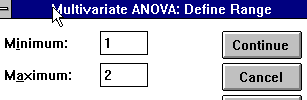 Multivariate ANOVA: Define Range
Minimum: 1 Continue
Maximum: 2 Cancel